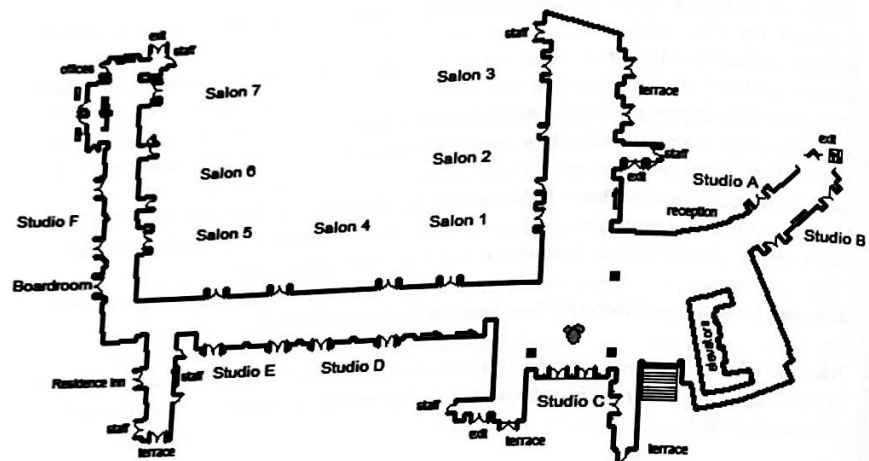 exit
staff
offices
Salon 7
staff
Salon 3
terrace
exit
Salon 6
Salon 2
staff
exit
Studio A
Studio F
Salon 5
Salon 4
Salon 1
reception
Studio B
Boardroom
elevators
Residence Inn
staff
Studio E
Studio D
Studio C
staff
terrace
staff
exit
terrace
terrace